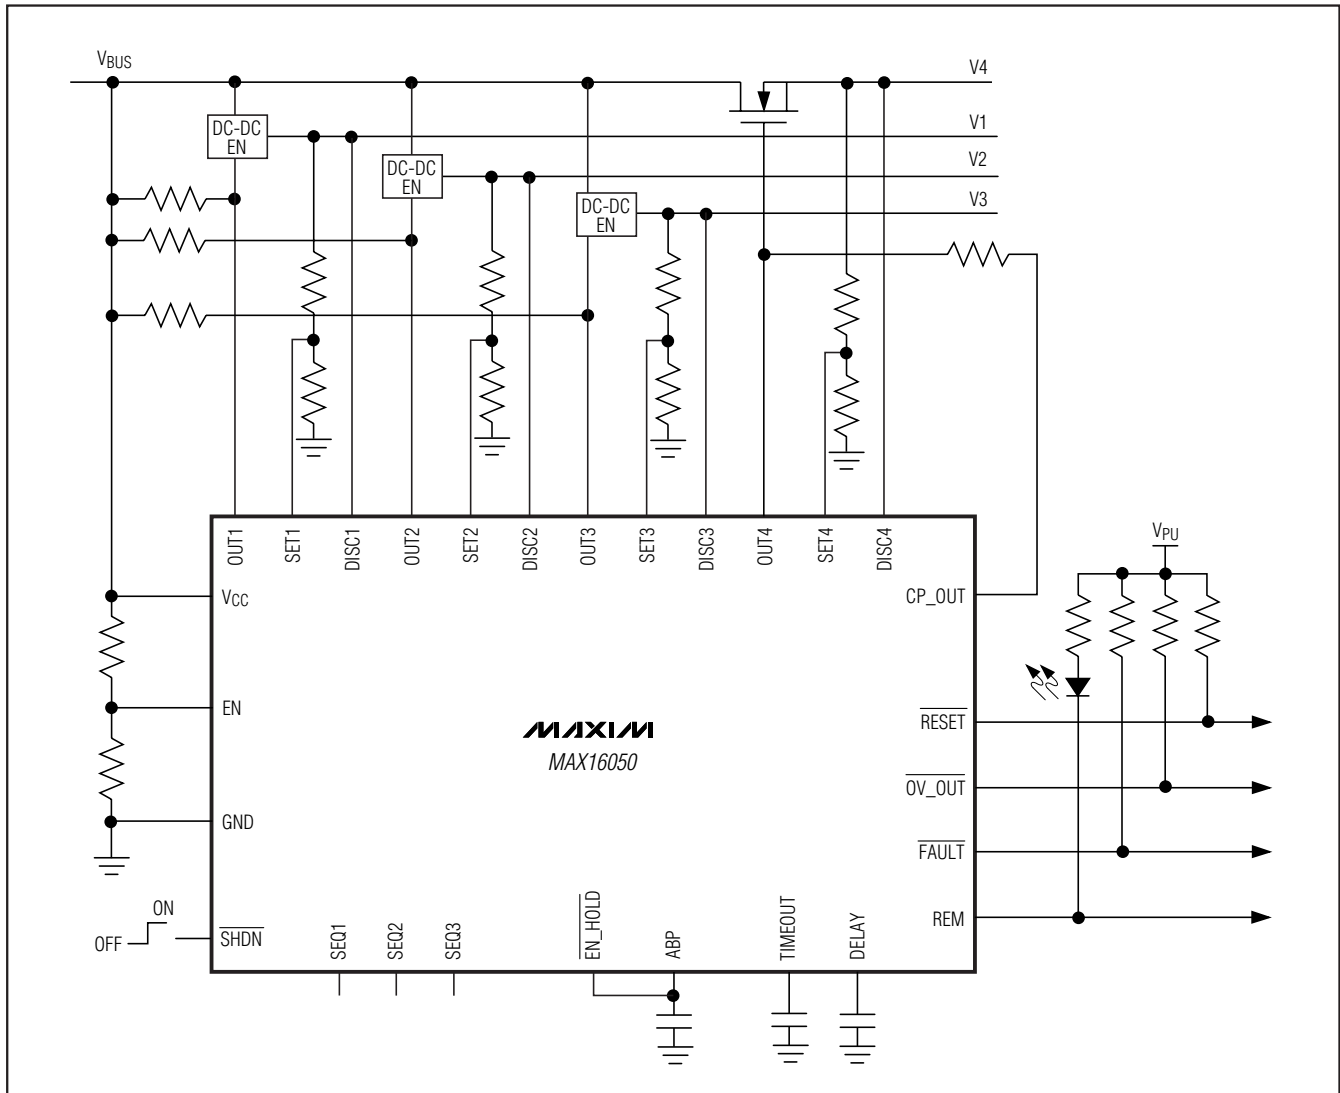 VBUS
V4
DC-DC
EN
V1
DC-DC
EN
V2
DC-DC
EN
V3
OUT1
SET1
DISC1
OUT2
SET2
DISC2
OUT3
SET3
DISC3
OUT4
SET4
DISC4
VPU
VCC
CP_OUT
EN
RESET
MAXIM
MAX16050
OV_OUT
GND
FAULT
ON
OFF
SHDN
SEQ1
SEQ2
SEQ3
EN_HOLD
ABP
TIMEOUT
DELAY
REM